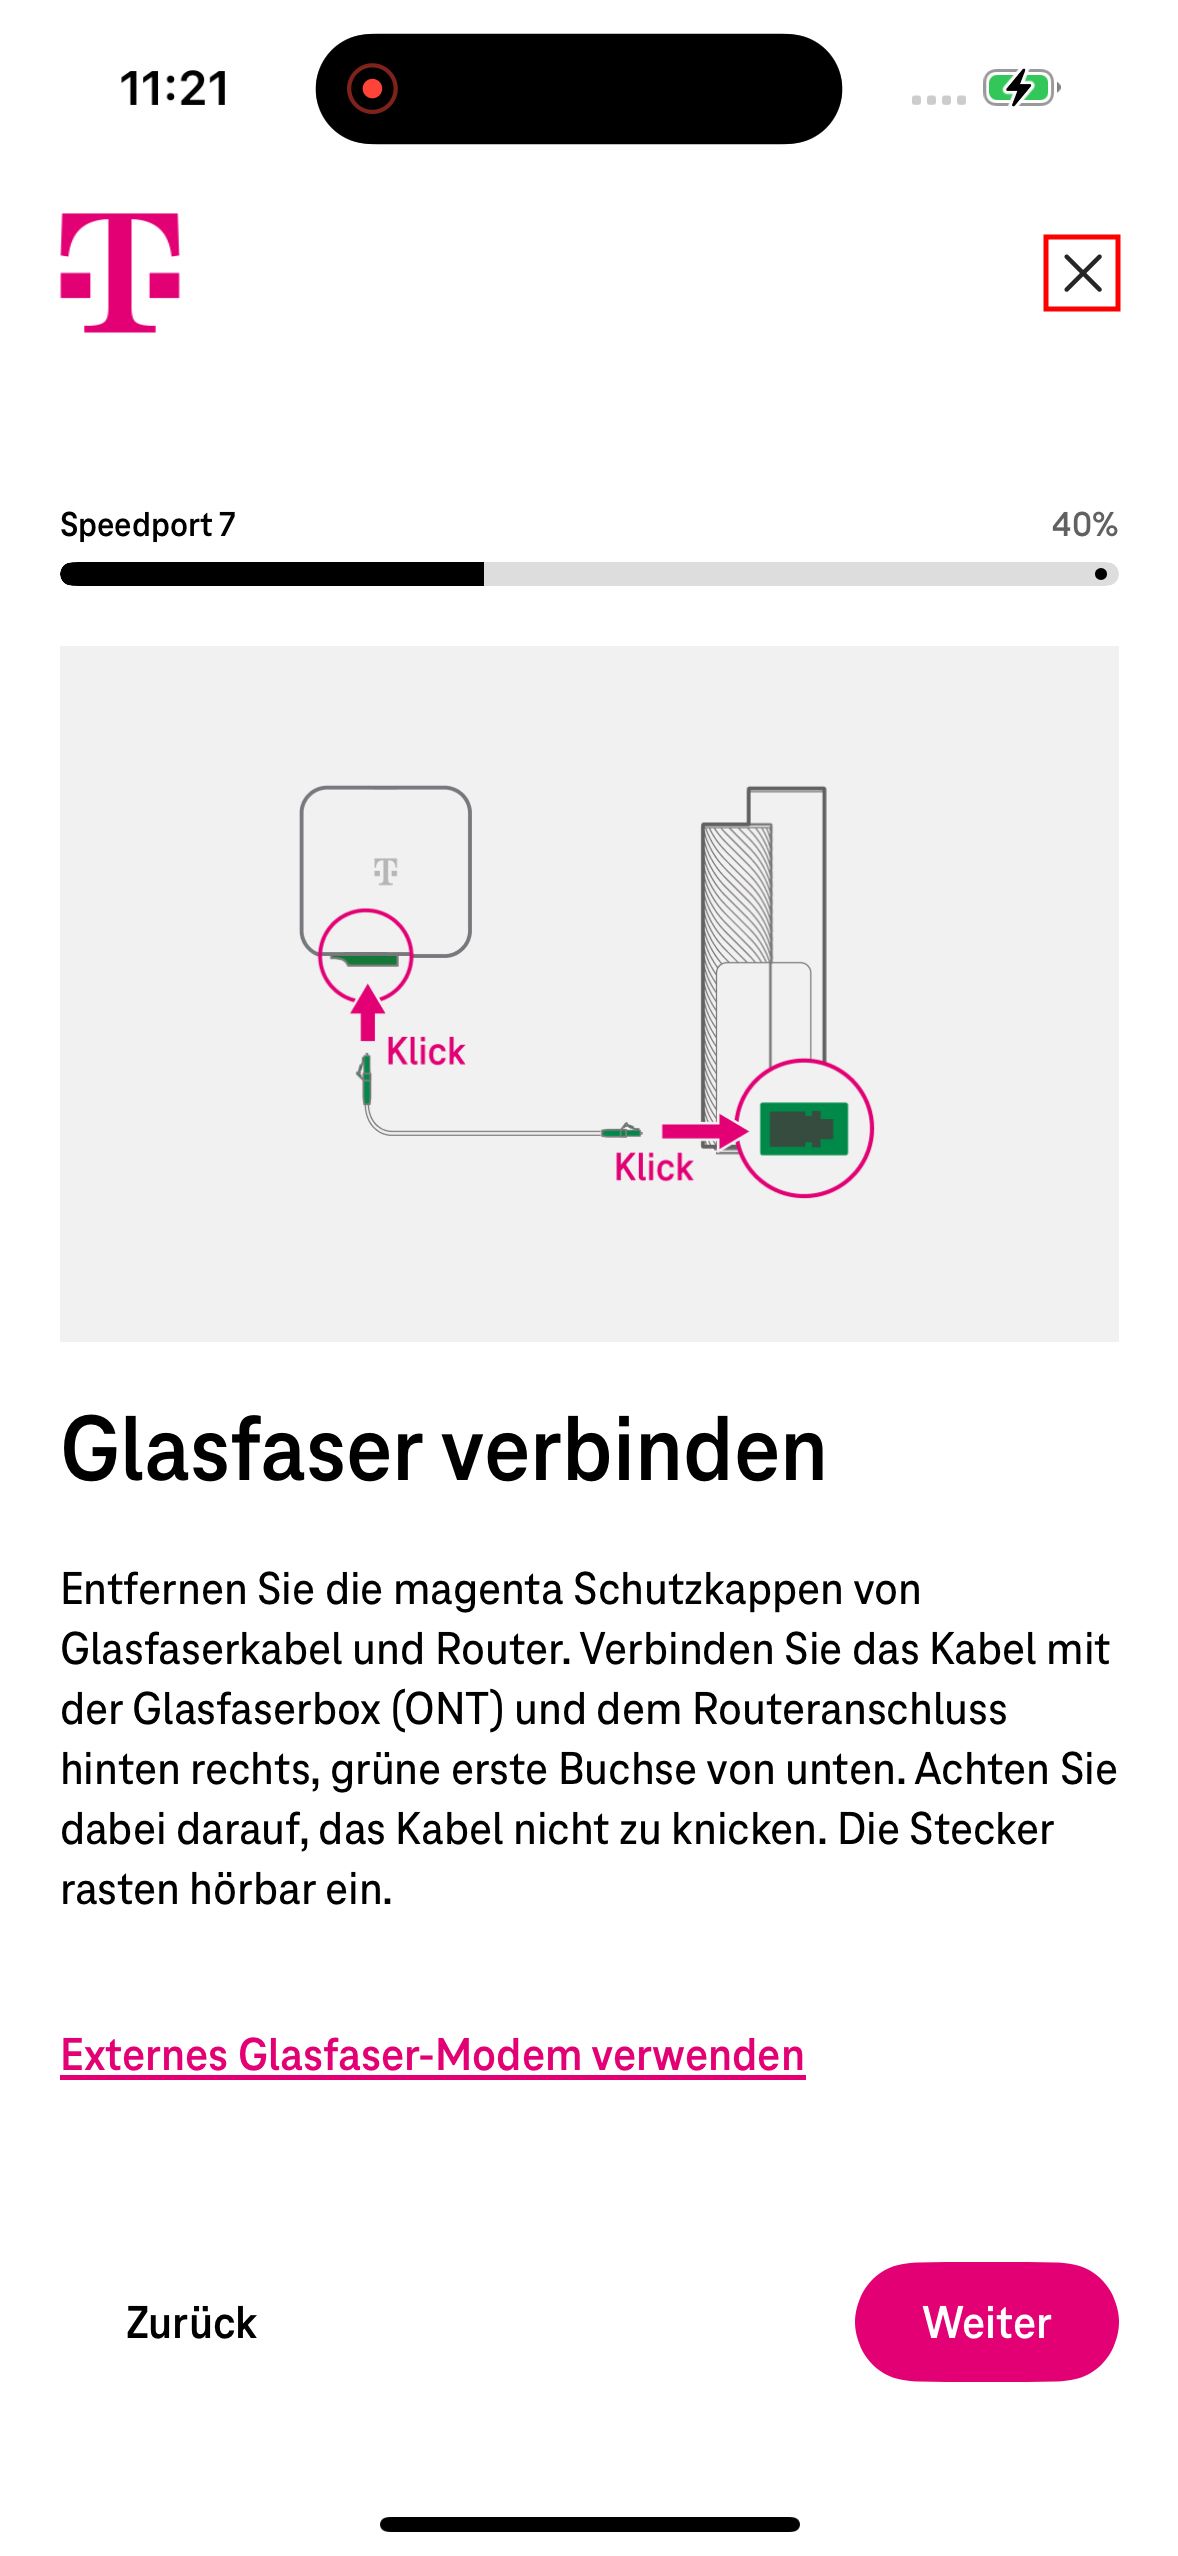 11:21
Speedport 7
40%
Klick
Klick
Glasfaser verbinden
Entfernen Sie die magenta Schutzkappen von
Glasfaserkabel und Router. Verbinden Sie das Kabel mit
der Glasfaserbox (ONT) und dem Routeranschluss
hinten rechts, grüne erste Buchse von unten. Achten Sie
dabei darauf, das Kabel nicht zu knicken. Die Stecker
rasten hörbar ein.
Externes Glasfaser-Modem verwenden
Zurück
Weiter